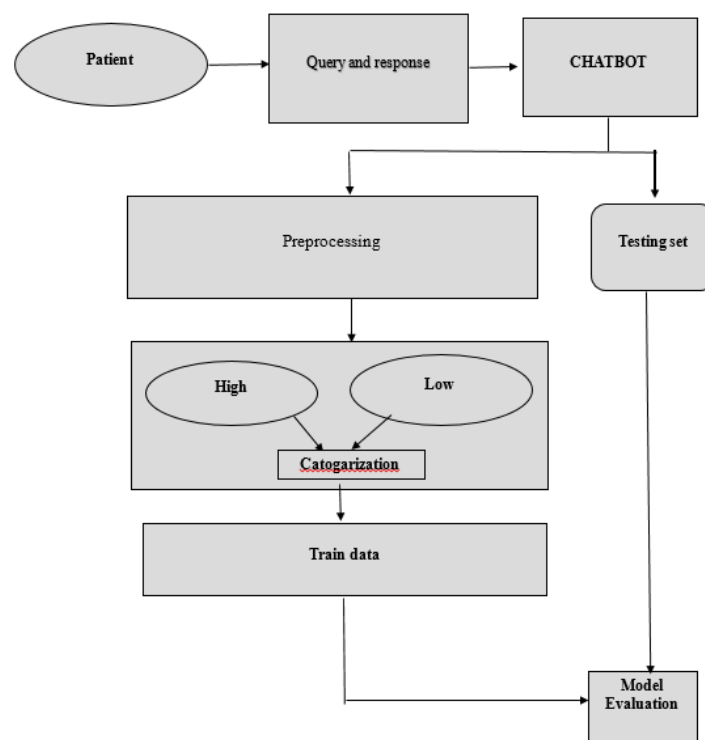 Patient
Query and response
CHATBOT
Preprocessing
Testing set
High
Low
Catogarization
Train data
Model
Evaluation